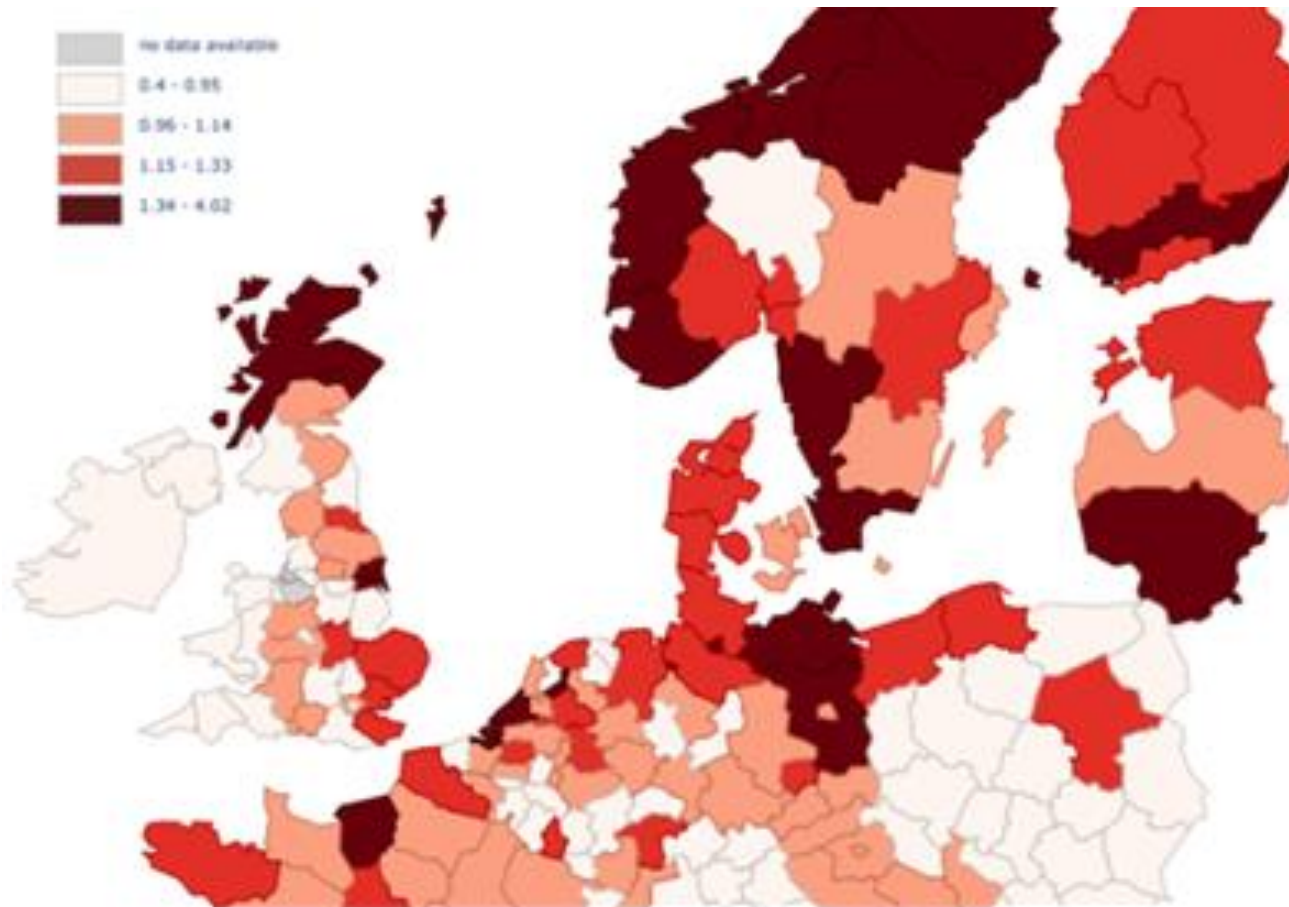 no data available
0.4 - 0.95
0.96 - 1.14
1.15 - 1.33
1.34 - 4.02